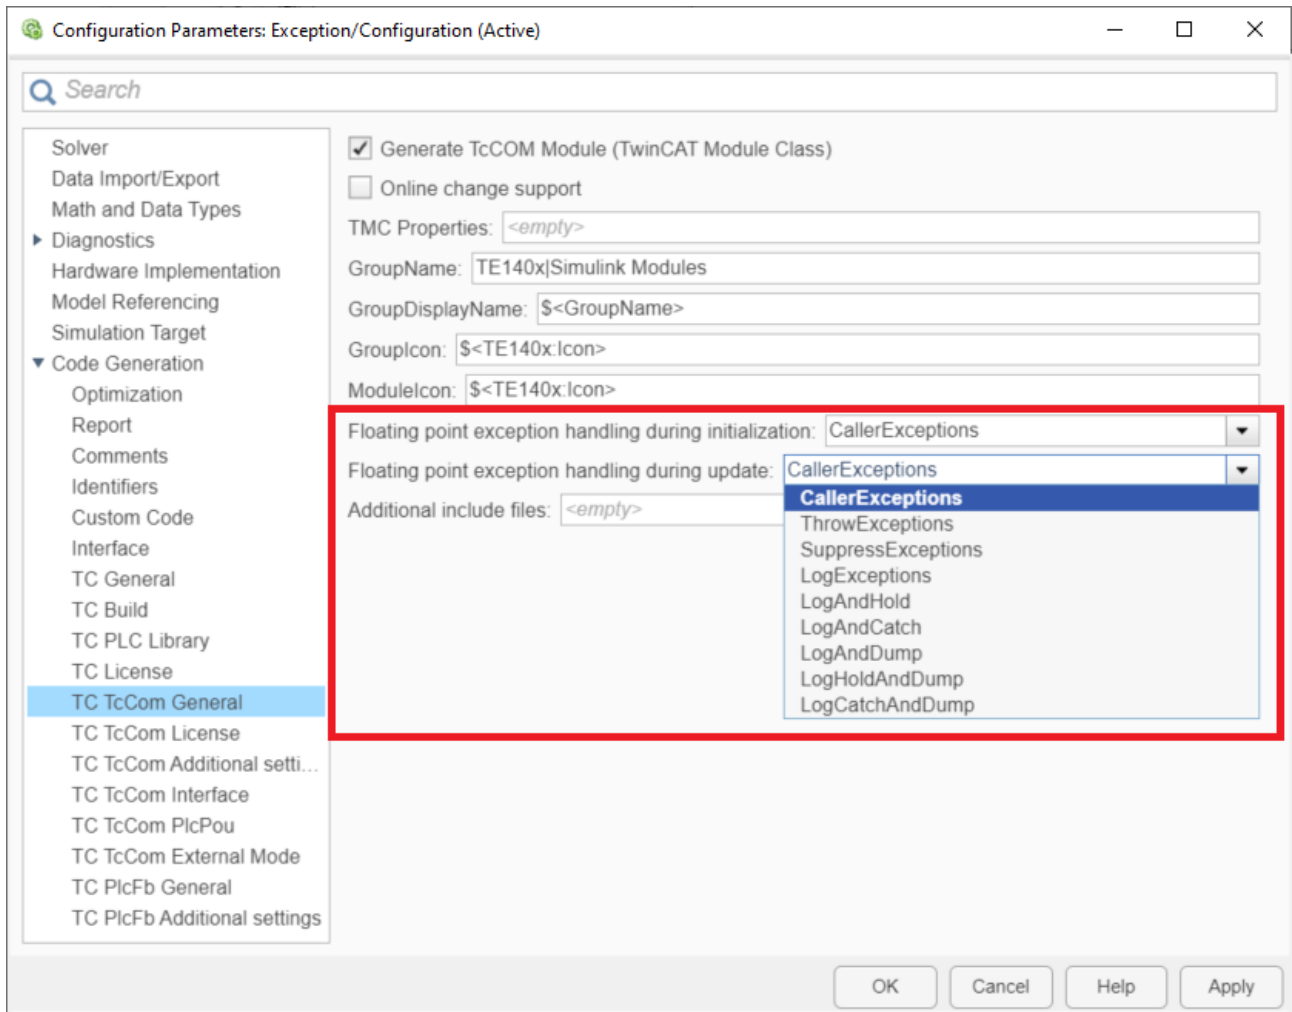 Configuration Parameters: Exception/Configuration (Active)
Search
Solver
Data Import/Export
Math and Data Types
Diagnostics
Hardware Implementation
Model Referencing
Simulation Target
Code Generation
Optimization
Report
Comments
Identifiers
Custom Code
Interface
TC General
TC Build
TC PLC Library
TC License
TC TcCom General
TC TcCom License
TC TcCom Additional setti...
TC TcCom Interface
TC TcCom PlcPou
TC TcCom External Mode
TC PlcFb General
TC PlcFb Additional settings
Generate TcCOM Module (TwinCAT Module Class)
Online change support
TMC Properties: <empty>
GroupName: TE140x|Simulink Modules
GroupDisplayName: $<GroupName>
GroupIcon: $<TE140x:Icon>
ModuleIcon: $<TE140x:Icon>
Floating point exception handling during initialization: CallerExceptions
Floating point exception handling during update: CallerExceptions
Additional include files: <empty>
CallerExceptions
ThrowExceptions
SuppressExceptions
LogExceptions
LogAndHold
LogAndCatch
LogAndDump
LogHoldAndDump
LogCatchAndDump
OK Cancel Help Apply